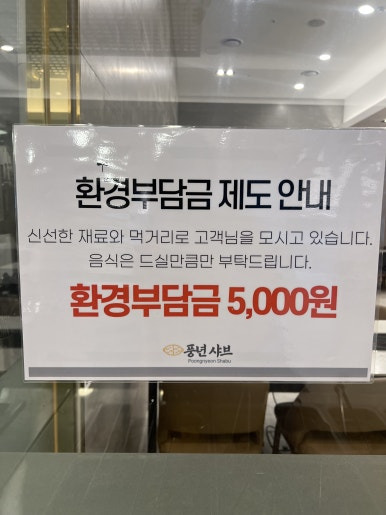 환경부담금 제도 안내
신선한 재료와 먹거리로 고객님을 모시고 있습니다.
음식은 드실만큼만 부탁드립니다.
환경부담금 5,000원
풍년 샤브
Poongnyeon Shabu